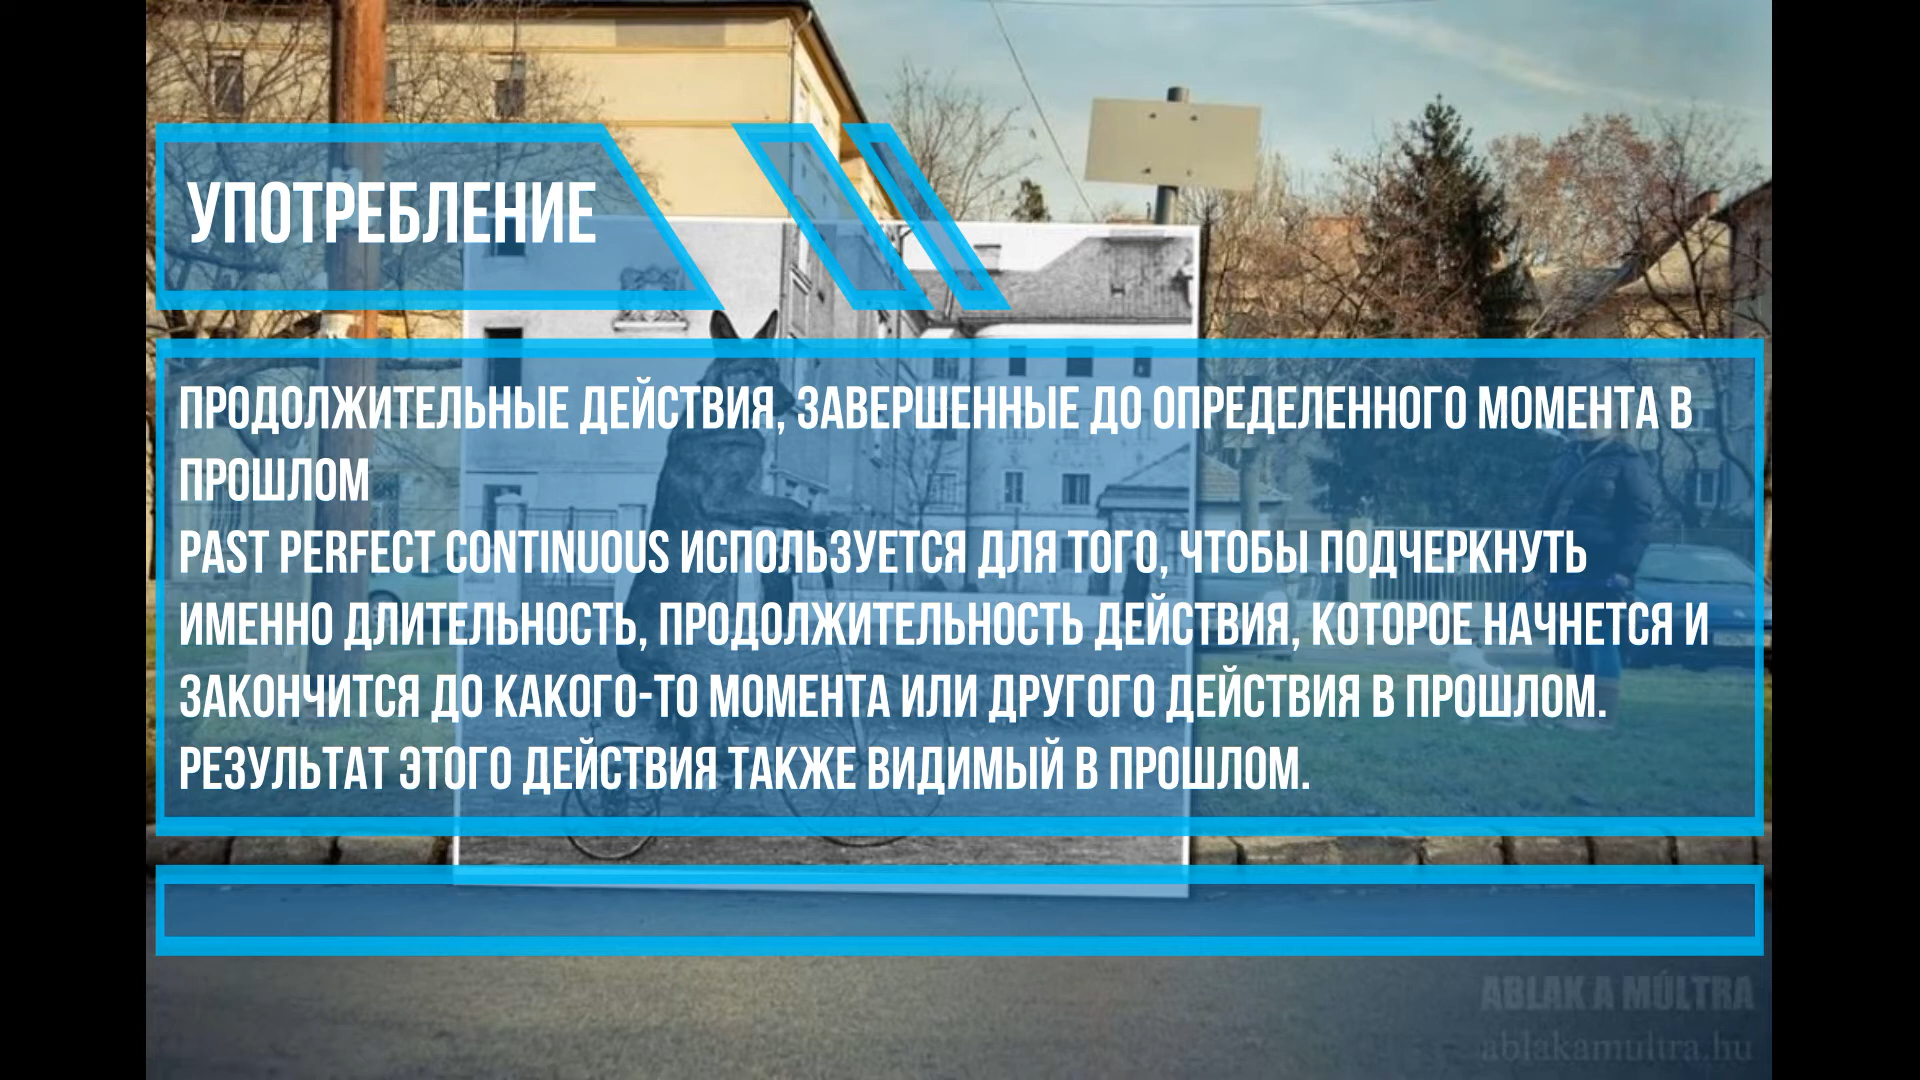 УПОТРЕБЛЕНИЕ
ПРОДОЛЖИТЕЛЬНЫЕ ДЕЙСТВИЯ, ЗАВЕРШЕННЫЕ ДО ОПРЕДЕЛЕННОГО МОМЕНТА В
ПРОШЛОМ
PAST PERFECT CONTINUOUS ИСПОЛЬЗУЕТСЯ ДЛЯ ТОГО, ЧТОБЫ ПОДЧЕРКНУТЬ
ИМЕННО ДЛИТЕЛЬНОСТЬ, ПРОДОЛЖИТЕЛЬНОСТЬ ДЕЙСТВИЯ, КОТОРОЕ НАЧНЕТСЯ И
ЗАКОНЧИТСЯ ДО КАКОГО-ТО МОМЕНТА ИЛИ ДРУГОГО ДЕЙСТВИЯ В ПРОШЛОМ.
РЕЗУЛЬТАТ ЭТОГО ДЕЙСТВИЯ ТАКЖЕ ВИДИМЫЙ В ПРОШЛОМ.
ABLAK A MÚLTRA
ablakamultra.hu